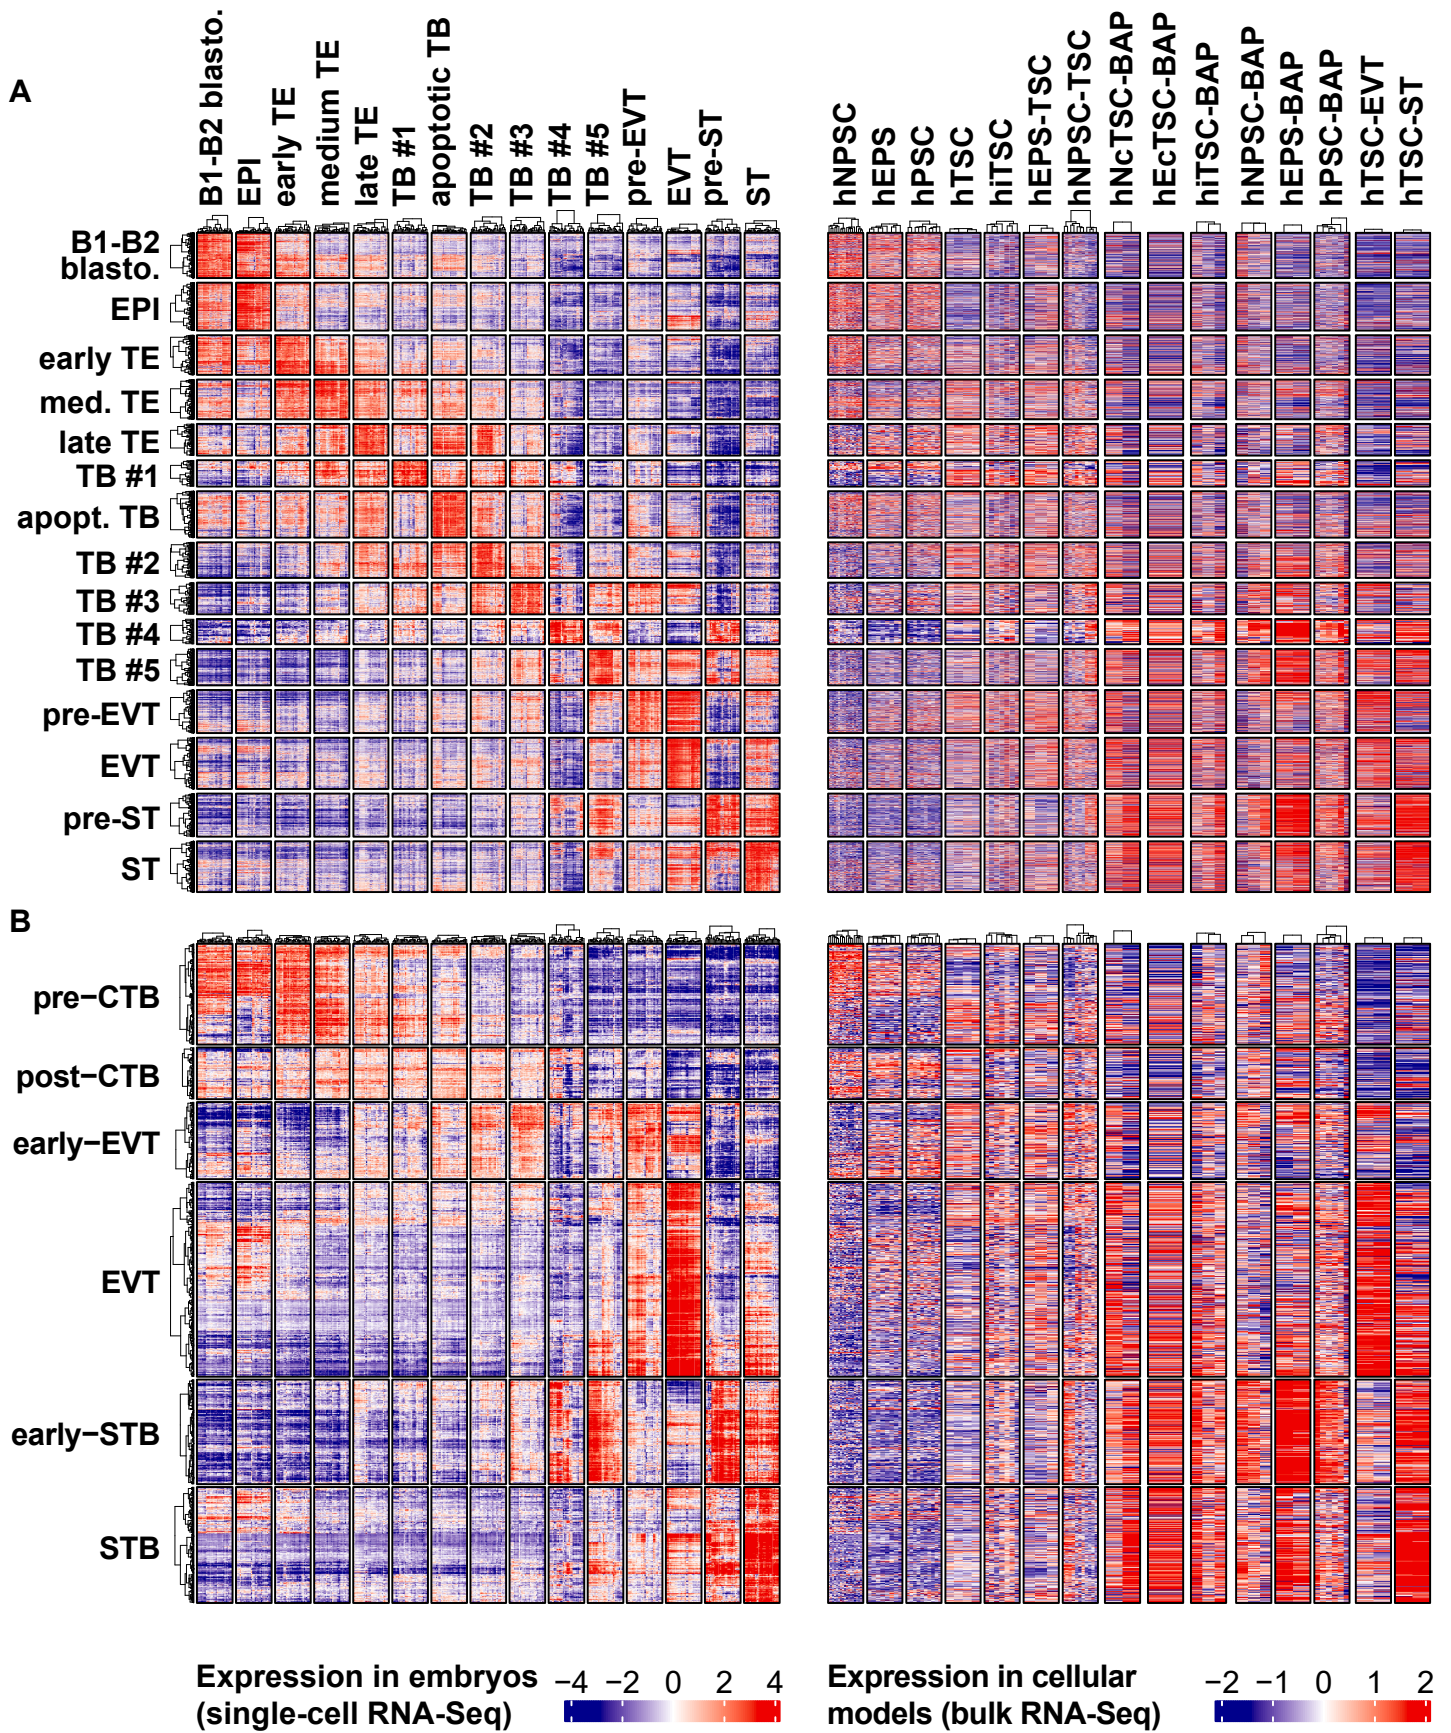 A
B1-B2 blasto.
EPI
early TE
medium TE
late TE
TB #1
apoptotic TB
TB #2
TB #3
TB #4
TB #5
pre-EVT
EVT
pre-ST
ST
hNPSC
hEPS
hPSC
hTSC
hiTSC
hEPS-TSC
hNPSC-TSC
hNcTSC-BAP
hEcTSC-BAP
hiTSC-BAP
hNPSC-BAP
hEPS-BAP
hPSC-BAP
hTSC-EVT
hTSC-ST
B1-B2
blasto.
EPI
early TE
med. TE
late TE
TB #1
apopt. TB
TB #2
TB #3
TB #4
TB #5
pre-EVT
EVT
pre-ST
ST
B
pre−CTB
post−CTB
early−EVT
EVT
early−STB
STB
Expression in embryos
(single-cell RNA-Seq)
−4 −2 0 2 4
Expression in cellular
models (bulk RNA-Seq)
−2 −1 0 1 2